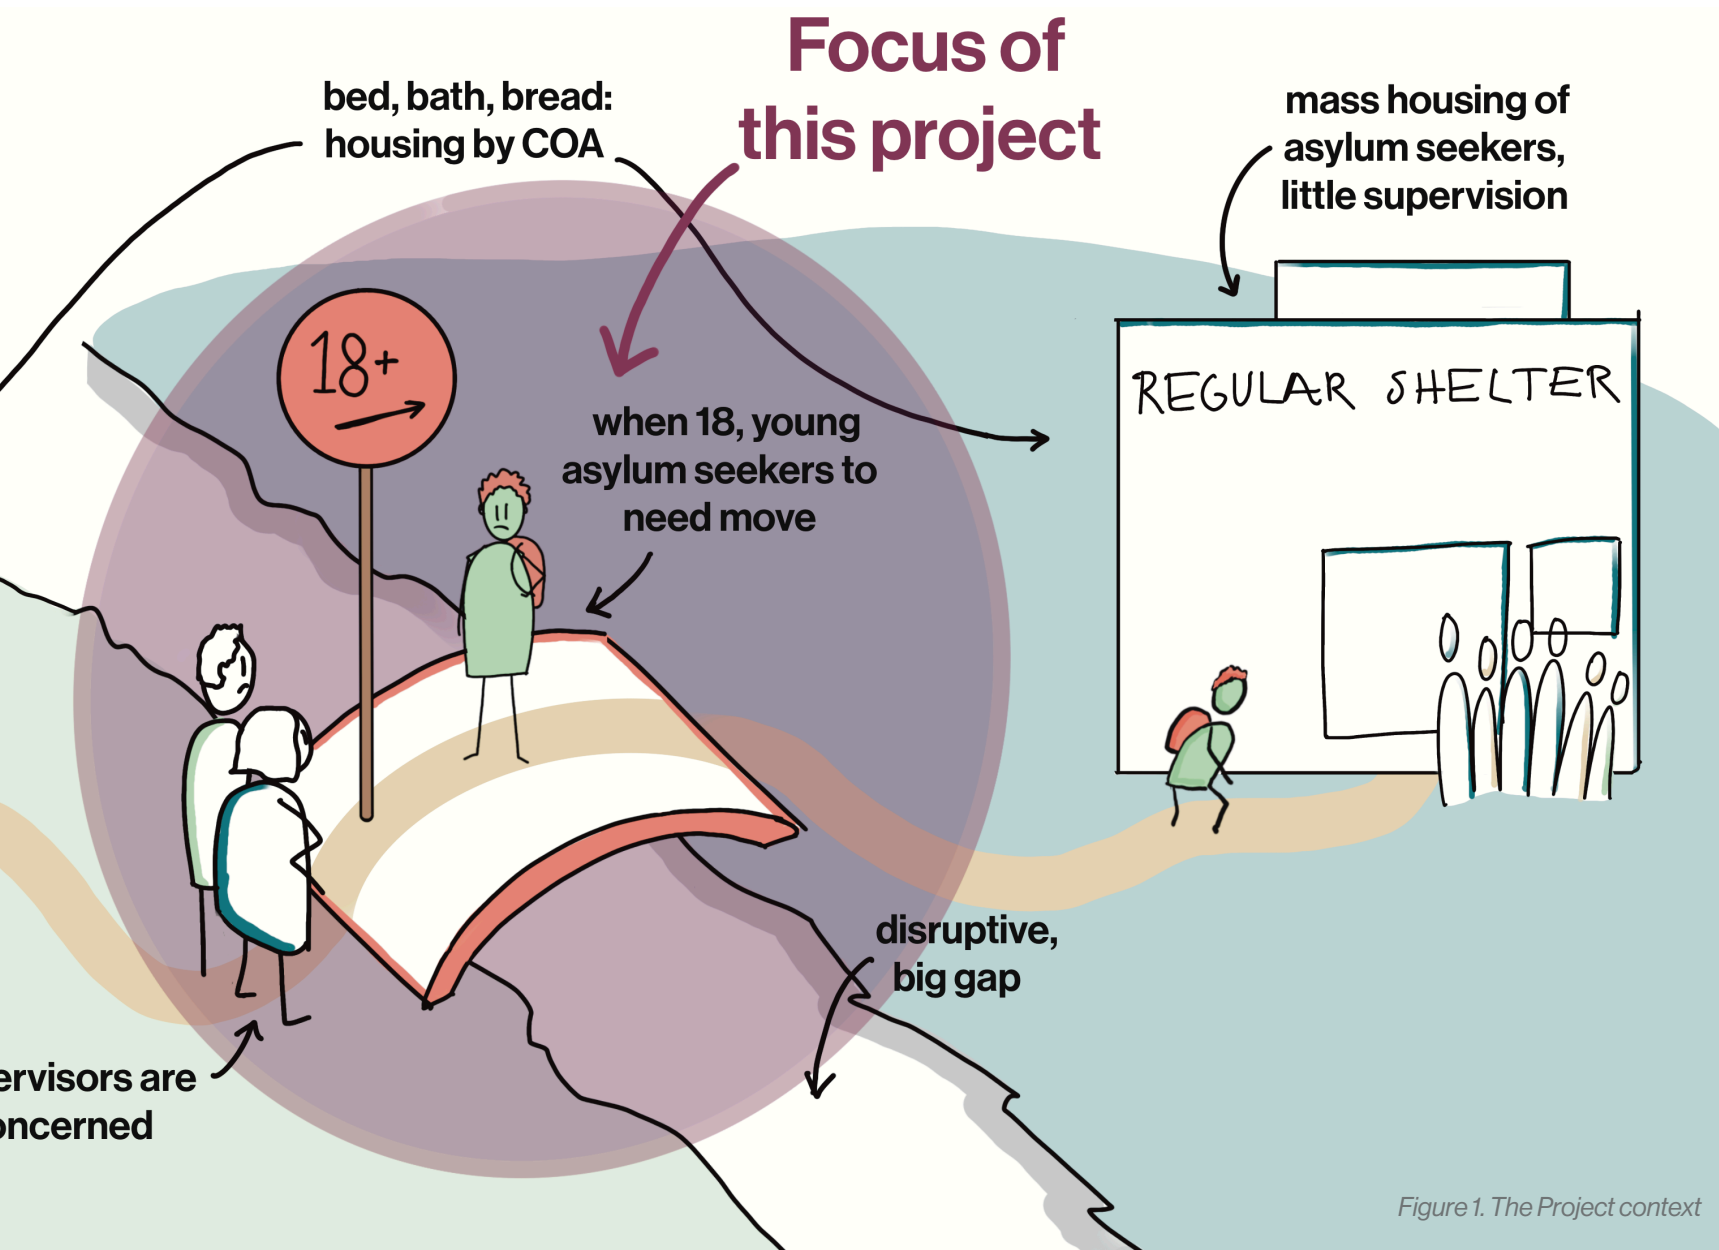 Focus of
this project
bed, bath, bread:
housing by COA
mass housing of
asylum seekers,
little supervision
18+
REGULAR SHELTER
when 18, young
asylum seekers to
need move
disruptive,
big gap
ervisors are
oncerned
Figure 1. The Project context